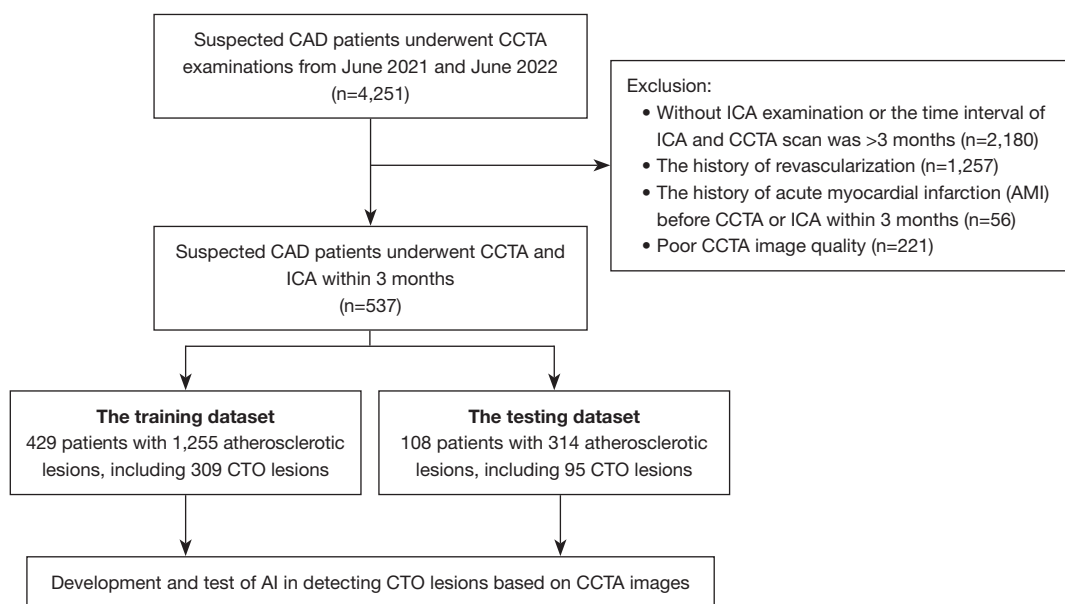 Suspected CAD patients underwent CCTA
examinations from June 2021 and June 2022
(n=4,251)
Exclusion:
• Without ICA examination or the time interval of
ICA and CCTA scan was >3 months (n=2,180)
• The history of revascularization (n=1,257)
• The history of acute myocardial infarction (AMI)
before CCTA or ICA within 3 months (n=56)
• Poor CCTA image quality (n=221)
Suspected CAD patients underwent CCTA and
ICA within 3 months
(n=537)
The training dataset
429 patients with 1,255 atherosclerotic
lesions, including 309 CTO lesions
The testing dataset
108 patients with 314 atherosclerotic
lesions, including 95 CTO lesions
Development and test of AI in detecting CTO lesions based on CCTA images